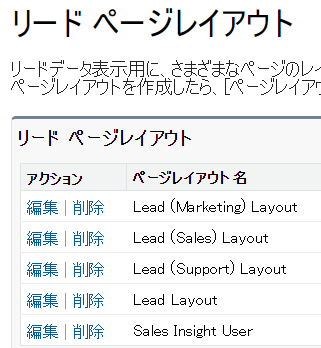 リード ページレイアウト
リードデータ表示用に、さまざまなページのレイ
ページレイアウトを作成したら、[ページレイアウ
リード ページレイアウト
アクション ページレイアウト名
編集 | 削除 Lead (Marketing) Layout
編集 | 削除 Lead (Sales) Layout
編集 | 削除 Lead (Support) Layout
編集 | 削除 Lead Layout
編集 | 削除 Sales Insight User